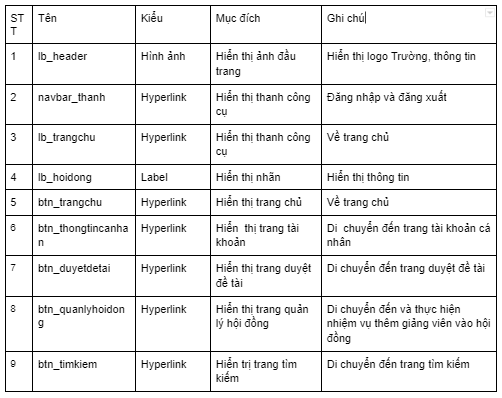 ST Tên Kiểu Mục đích Ghi chú
T
1 lb_header Hình ảnh Hiển thị ảnh đầu Hiển thị logo Trường, thông tin
trang
2 navbar_thanh Hyperlink Hiển thị thanh công Đăng nhập và đăng xuất
cụ
3 lb_trangchu Hyperlink Hiển thị thanh công Về trang chủ
cụ
4 lb_hoidong Label Hiển thị nhãn Hiển thị thông tin
5 btn_trangchu Hyperlink Hiển thị trang chủ Về trang chủ
6 btn_thongtincanha Hyperlink Hiển thị trang tài Di chuyển đến trang tài khoản cá
n khoản nhân
7 btn_duyetdetai Hyperlink Hiển thị trang duyệt Di chuyển đến trang duyệt đề tài
đề tài
8 btn_quanlyhoidon Hyperlink Hiển thị trang quản Di chuyển đến và thực hiện
g lý hội đồng nhiệm vụ thêm giảng viên vào hội
đồng
9 btn_timkiem Hyperlink Hiển trị trang tìm Di chuyển đến trang tìm kiếm
kiếm